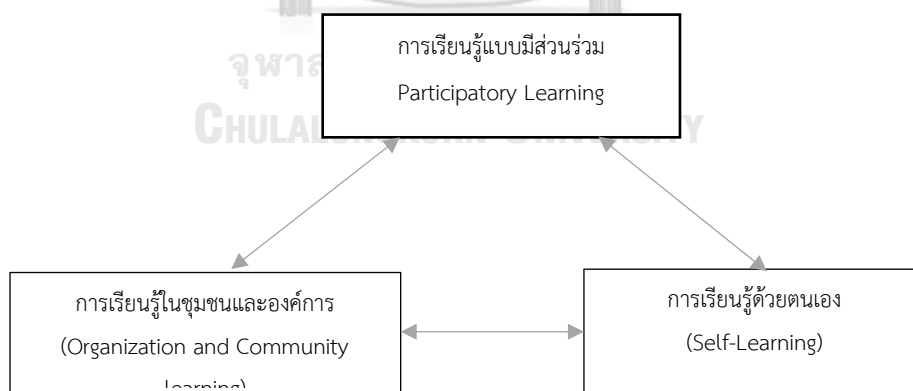 การเรียนรู้แบบมีส่วนร่วม
Participatory Learning
การเรียนรู้ในชุมชนและองค์การ
(Organization and Community
learning)
การเรียนรู้ด้วยตนเอง
(Self-Learning)